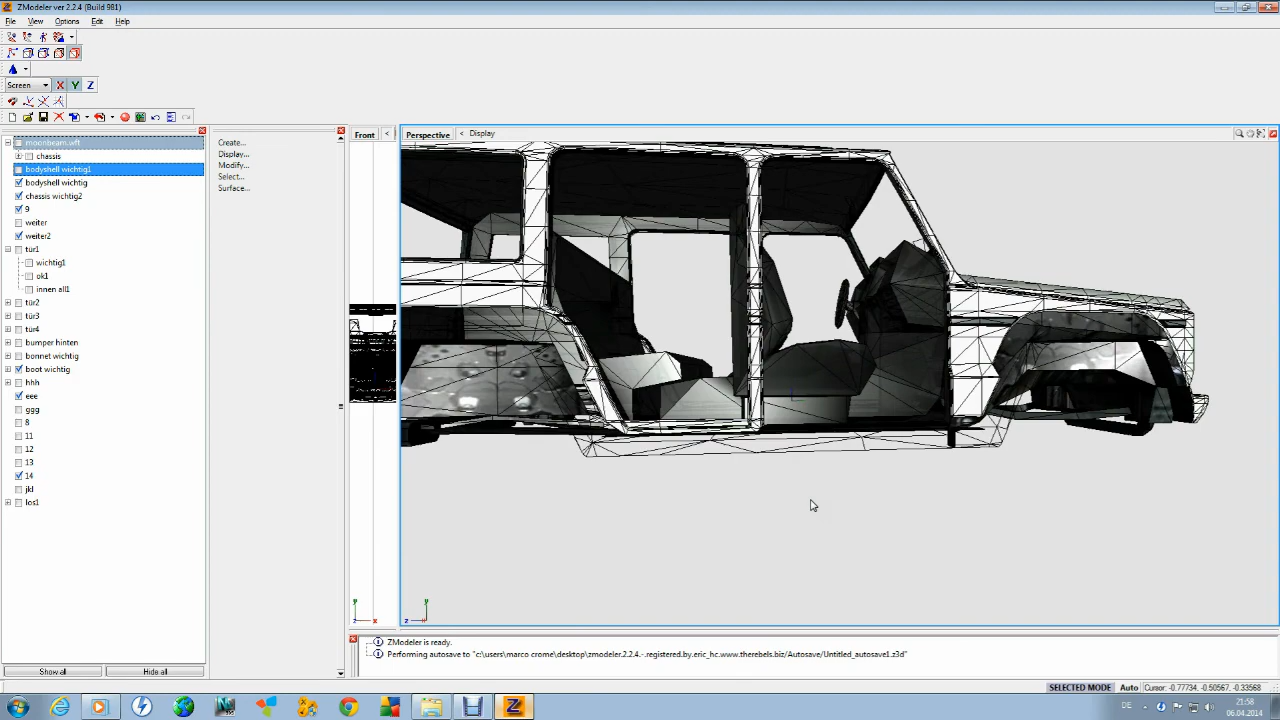 ZModeler ver 2.2.4 (Build 981)
File View Options Edit Help
Screen X Y Z
moonbeam.wft
chassis
bodyshell wichtig1
bodyshell wichtig
chassis wichtig2
9
weiter
weiter2
tür1
wichtig1
ok1
innen all1
tür2
tür3
tür4
bumper hinten
bonnet wichtig
boot wichtig
hhh
eee
ggg
8
11
12
13
14
jkl
los1
Show all Hide all
Create...
Display...
Modify...
Select...
Surface...
Front <
Perspective < Display
y
z x
y
z x
ZModeler is ready.
Performing autosave to "c:\users\marco crome\desktop\zmodeler.2.2.4.-.registered.by.eric_hc.www.therebels.biz/Autosave/Untitled_autosave1.z3d"
SELECTED MODE Auto Cursor: -0.77734, -0.50567, -0.33568
DE
21:58
06.04.2014